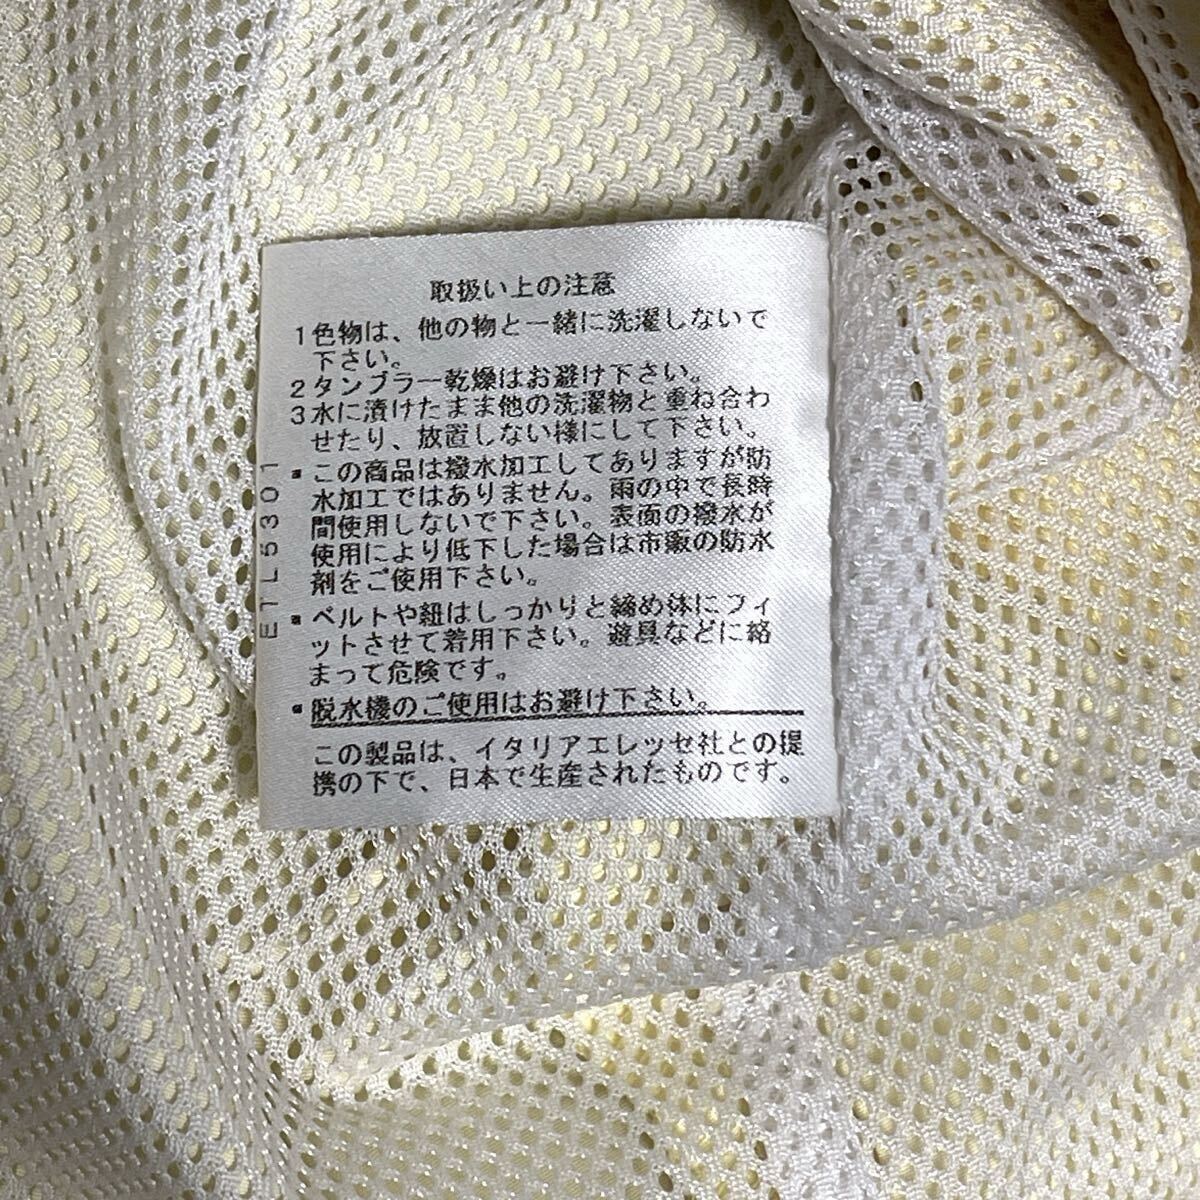 取扱い上の注意
1色物は、他の物と一緒に洗濯しないで
下さい。
2タンブラー乾燥はお避け下さい。
3水に漬けたまま他の洗濯物と重ね合わ
せたり、放置しない様にして下さい。
▪この商品は撥水加工してありますが防
水加工ではありません。雨の中で長時
間使用しないで下さい。表面の撥水が
使用により低下した場合は市販の防水
剤をご使用下さい。
▪ベルトや紐はしっかりと締め体にフィ
ットさせて着用下さい。遊具などに絡
まって危険です。
▪脱水機のご使用はお避け下さい。
この製品は、イタリアエレッセ社との提
携の下で、日本で生産されたものです。
ETL5301